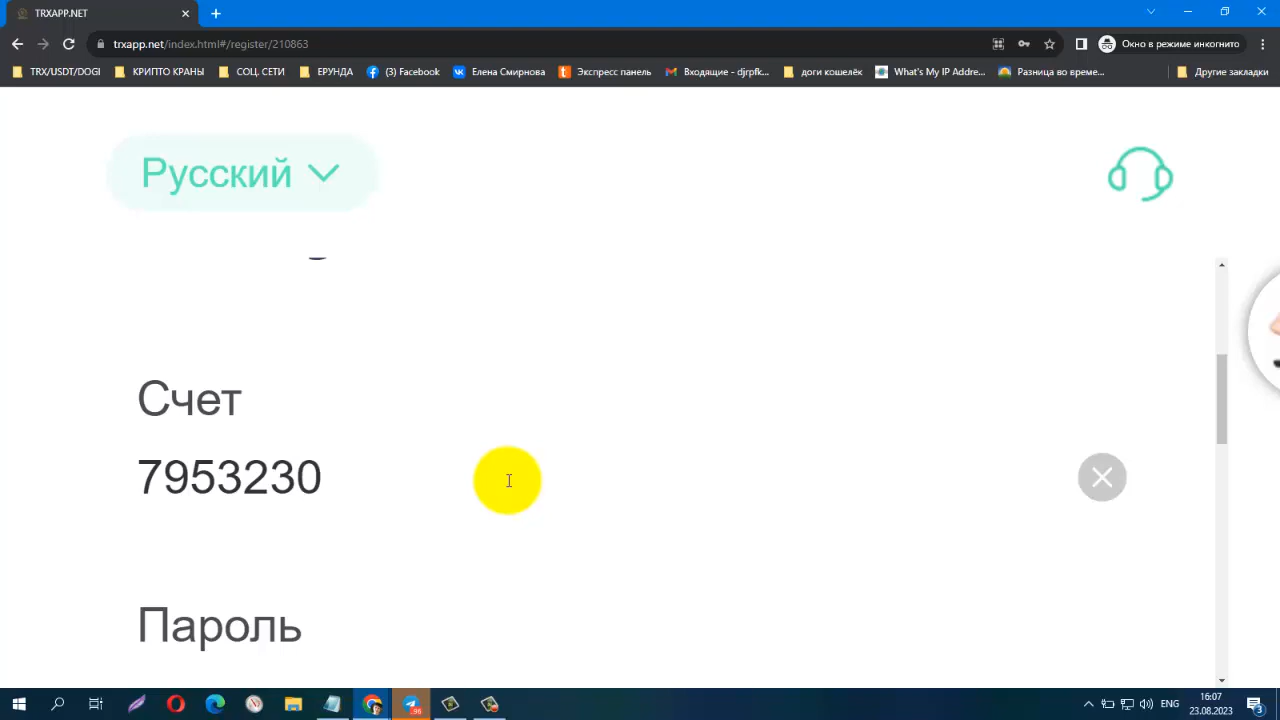 TRXAPP.NET
trxapp.net/index.html#/register/210863
Окно в режиме инкогнито
TRX/USDT/DOGI
КРИПТО КРАНЫ
СОЦ. СЕТИ
ЕРУНДА
(3) Facebook
Елена Смирнова
Экспресс панель
Входящие - djrpfk...
доги кошелёк
What's My IP Addre...
Разница во време...
Другие закладки
Русский
Счет
7953230
Пароль
96
ENG
16:07
23.08.2023
3